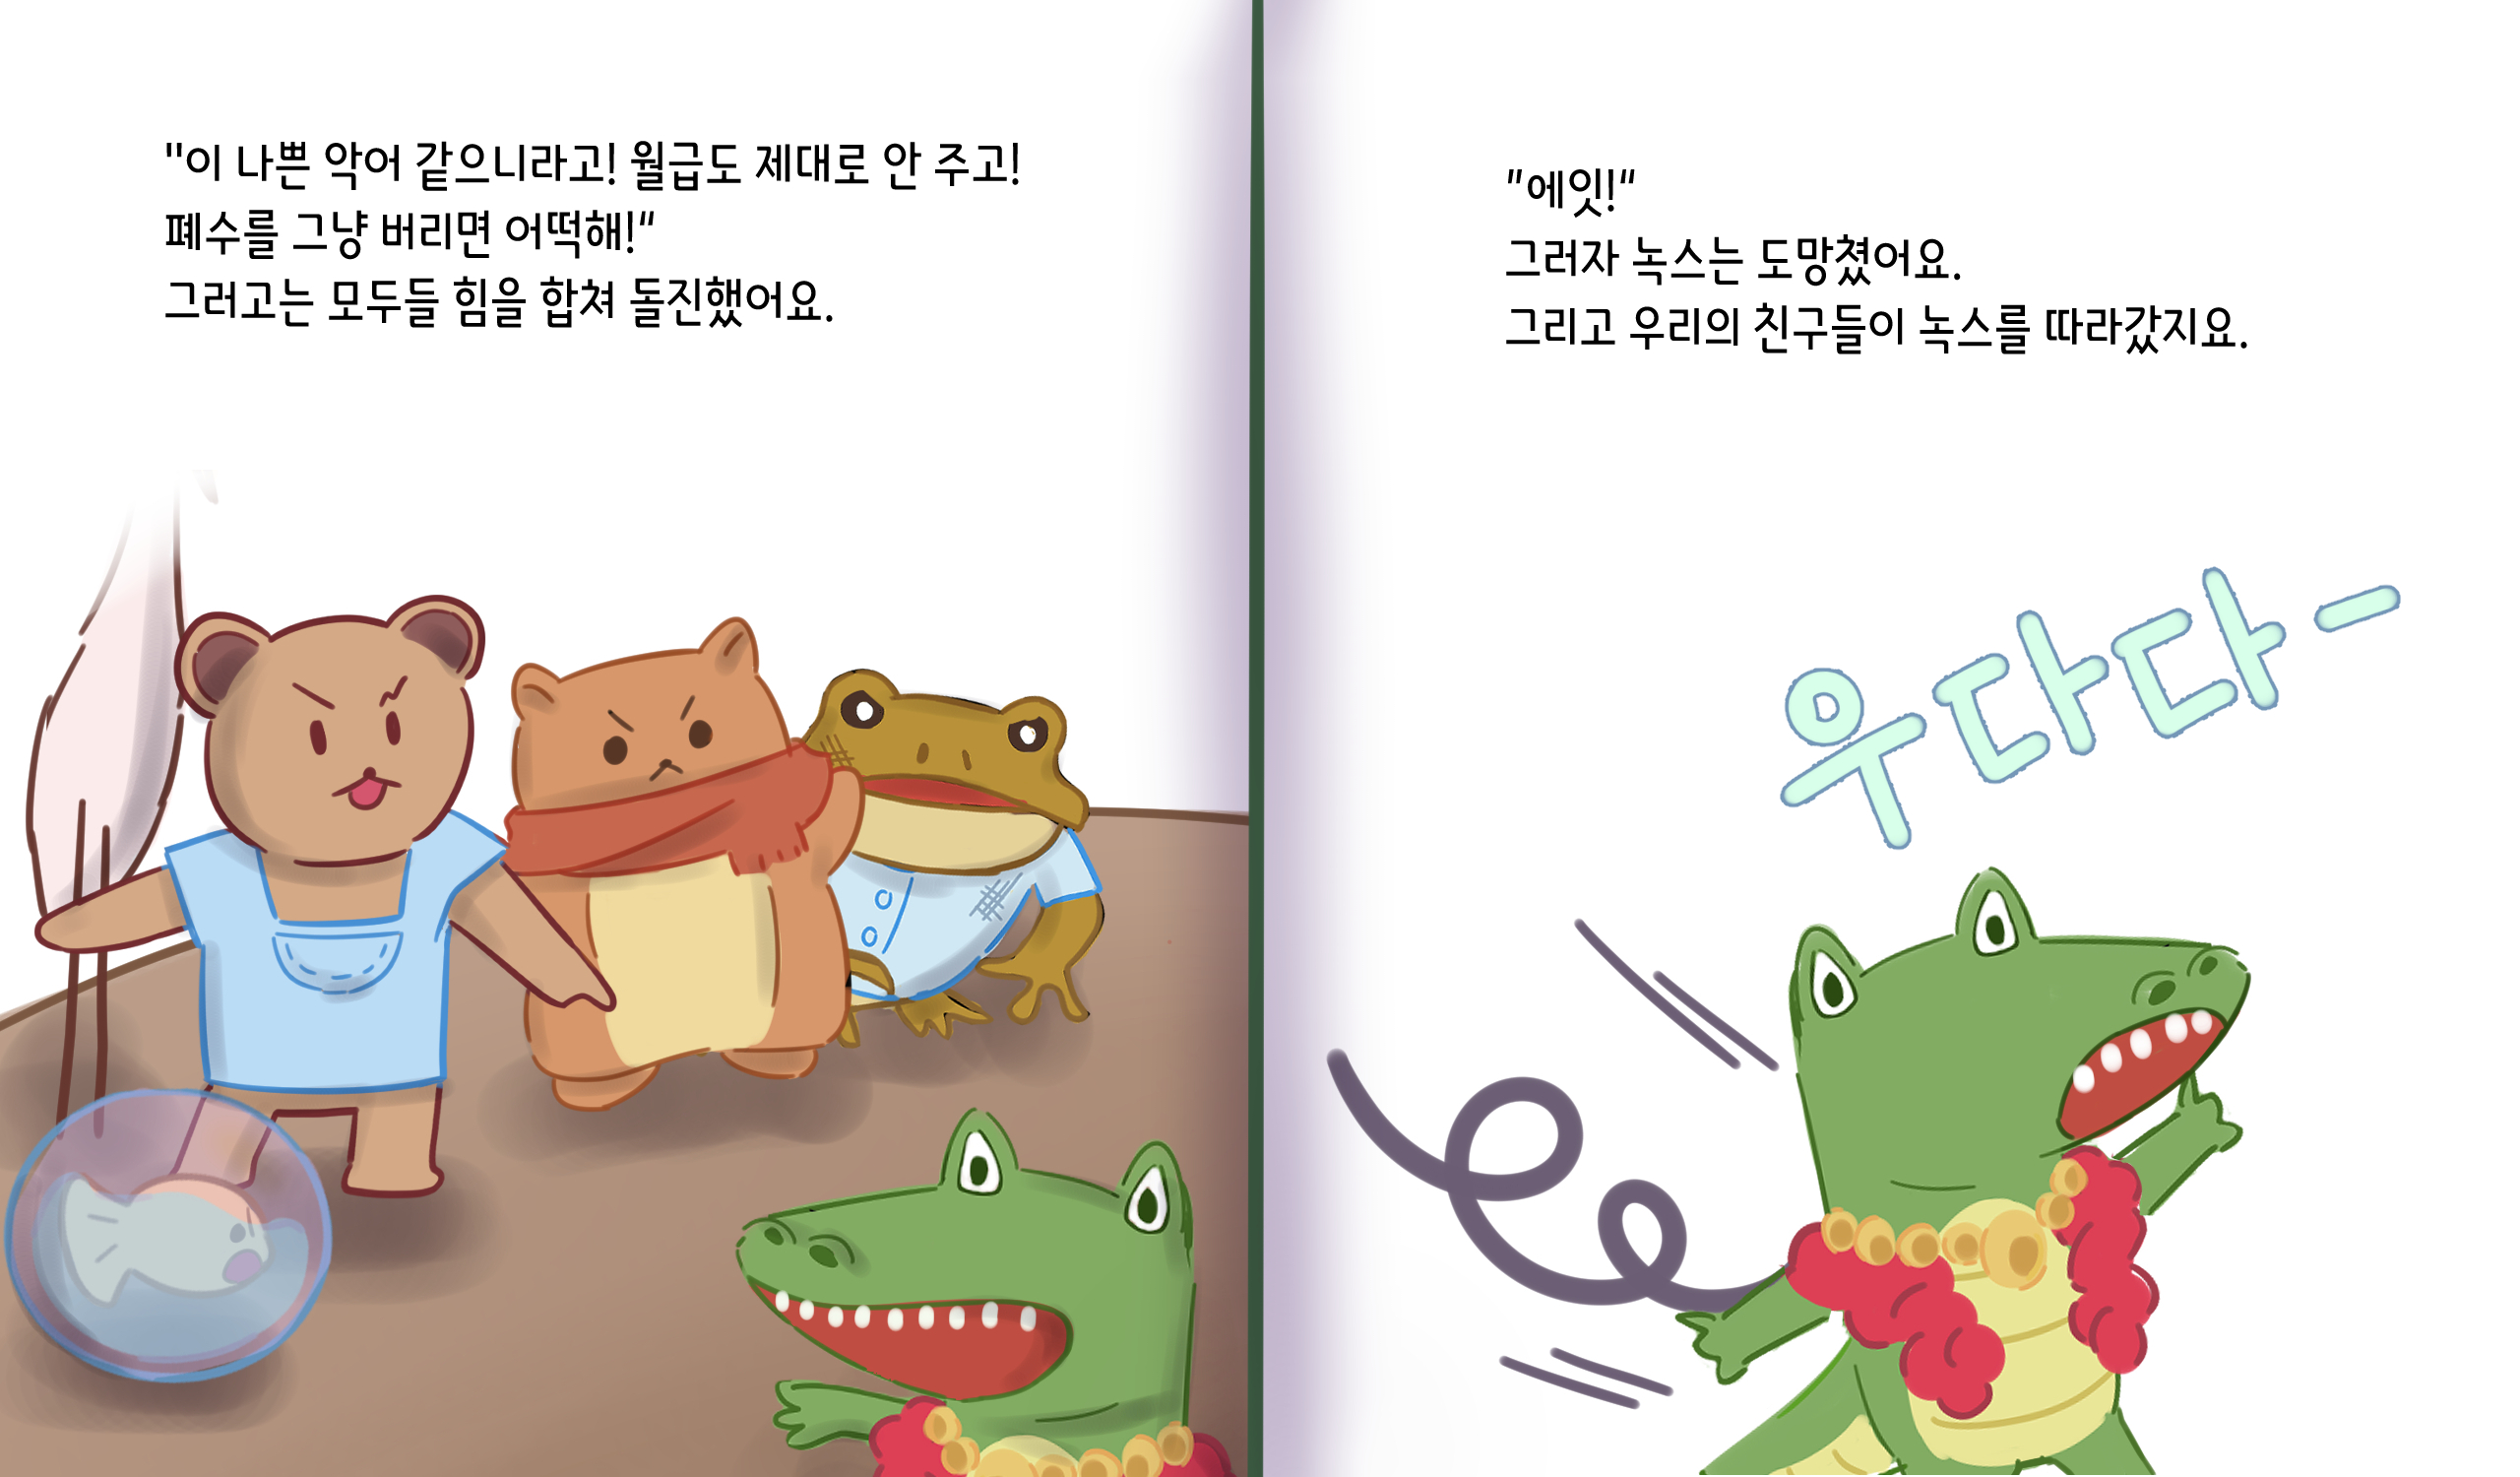 "이 나쁜 악어 같으니라고! 월급도 제대로 안 주고!
폐수를 그냥 버리면 어떡해!"
그러고는 모두들 힘을 합쳐 돌진했어요.
"에잇!"
그러자 녹스는 도망쳤어요.
그리고 우리의 친구들이 녹스를 따라갔지요.
우다다-